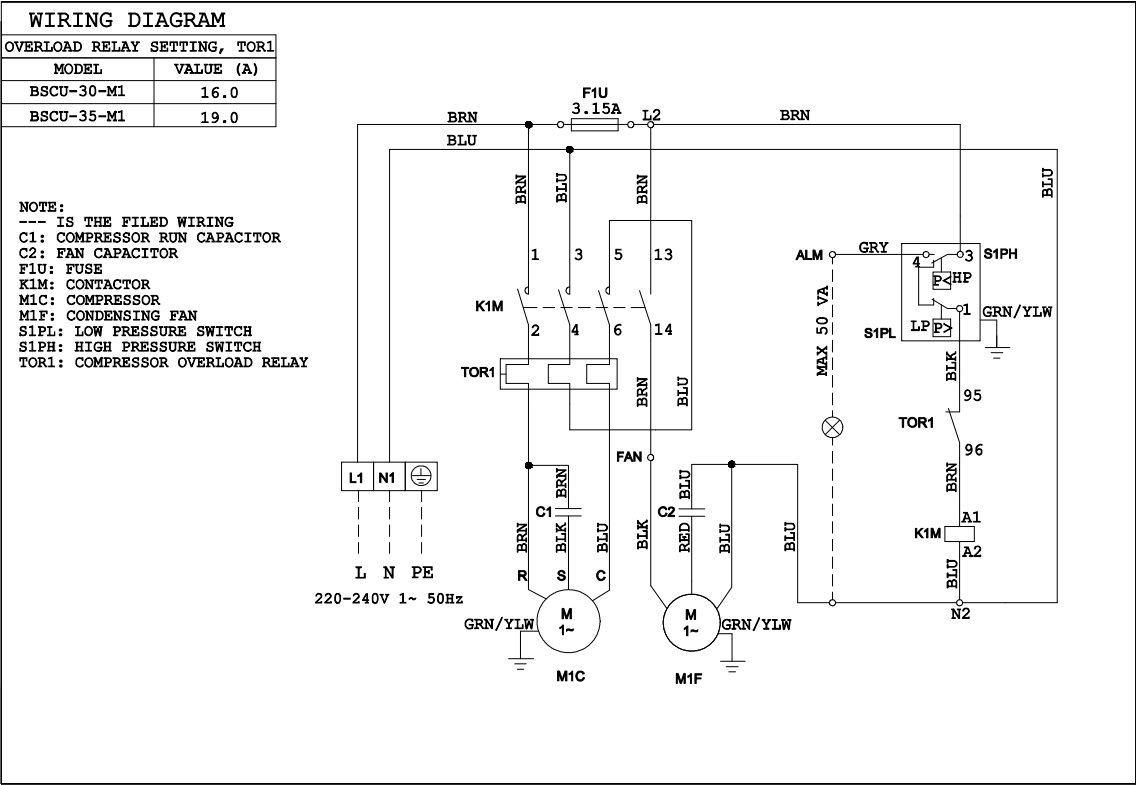 WIRING DIAGRAM
OVERLOAD RELAY SETTING, TOR1
MODEL VALUE (A)
BSCU-30-M1 16.0
BSCU-35-M1 19.0
NOTE:
--- IS THE FILED WIRING
C1: COMPRESSOR RUN CAPACITOR
C2: FAN CAPACITOR
F1U: FUSE
K1M: CONTACTOR
M1C: COMPRESSOR
M1F: CONDENSING FAN
S1PL: LOW PRESSURE SWITCH
S1PH: HIGH PRESSURE SWITCH
TOR1: COMPRESSOR OVERLOAD RELAY
F1U
3.15A
BRN
L2
BRN
BLU
BRN
BLU
BRN
BLU
1 3 5 13
K1M
2 4 6 14
TOR1
BRN
BLU
FAN
ALM
GRY
4
3
S1PH
P< HP
1
GRN/YLW
LP P>
S1PL
MAX 50 VA
BLK
95
TOR1
96
BRN
A1
K1M
A2
BLU
N2
L1 N1
L N PE
220-240V 1~ 50Hz
BRN
C1
BRN
BLK
BLU
BLK
BLU
C2
RED
BLU
BLU
R S C
M
1~
GRN/YLW
M1C
M
1~
GRN/YLW
M1F